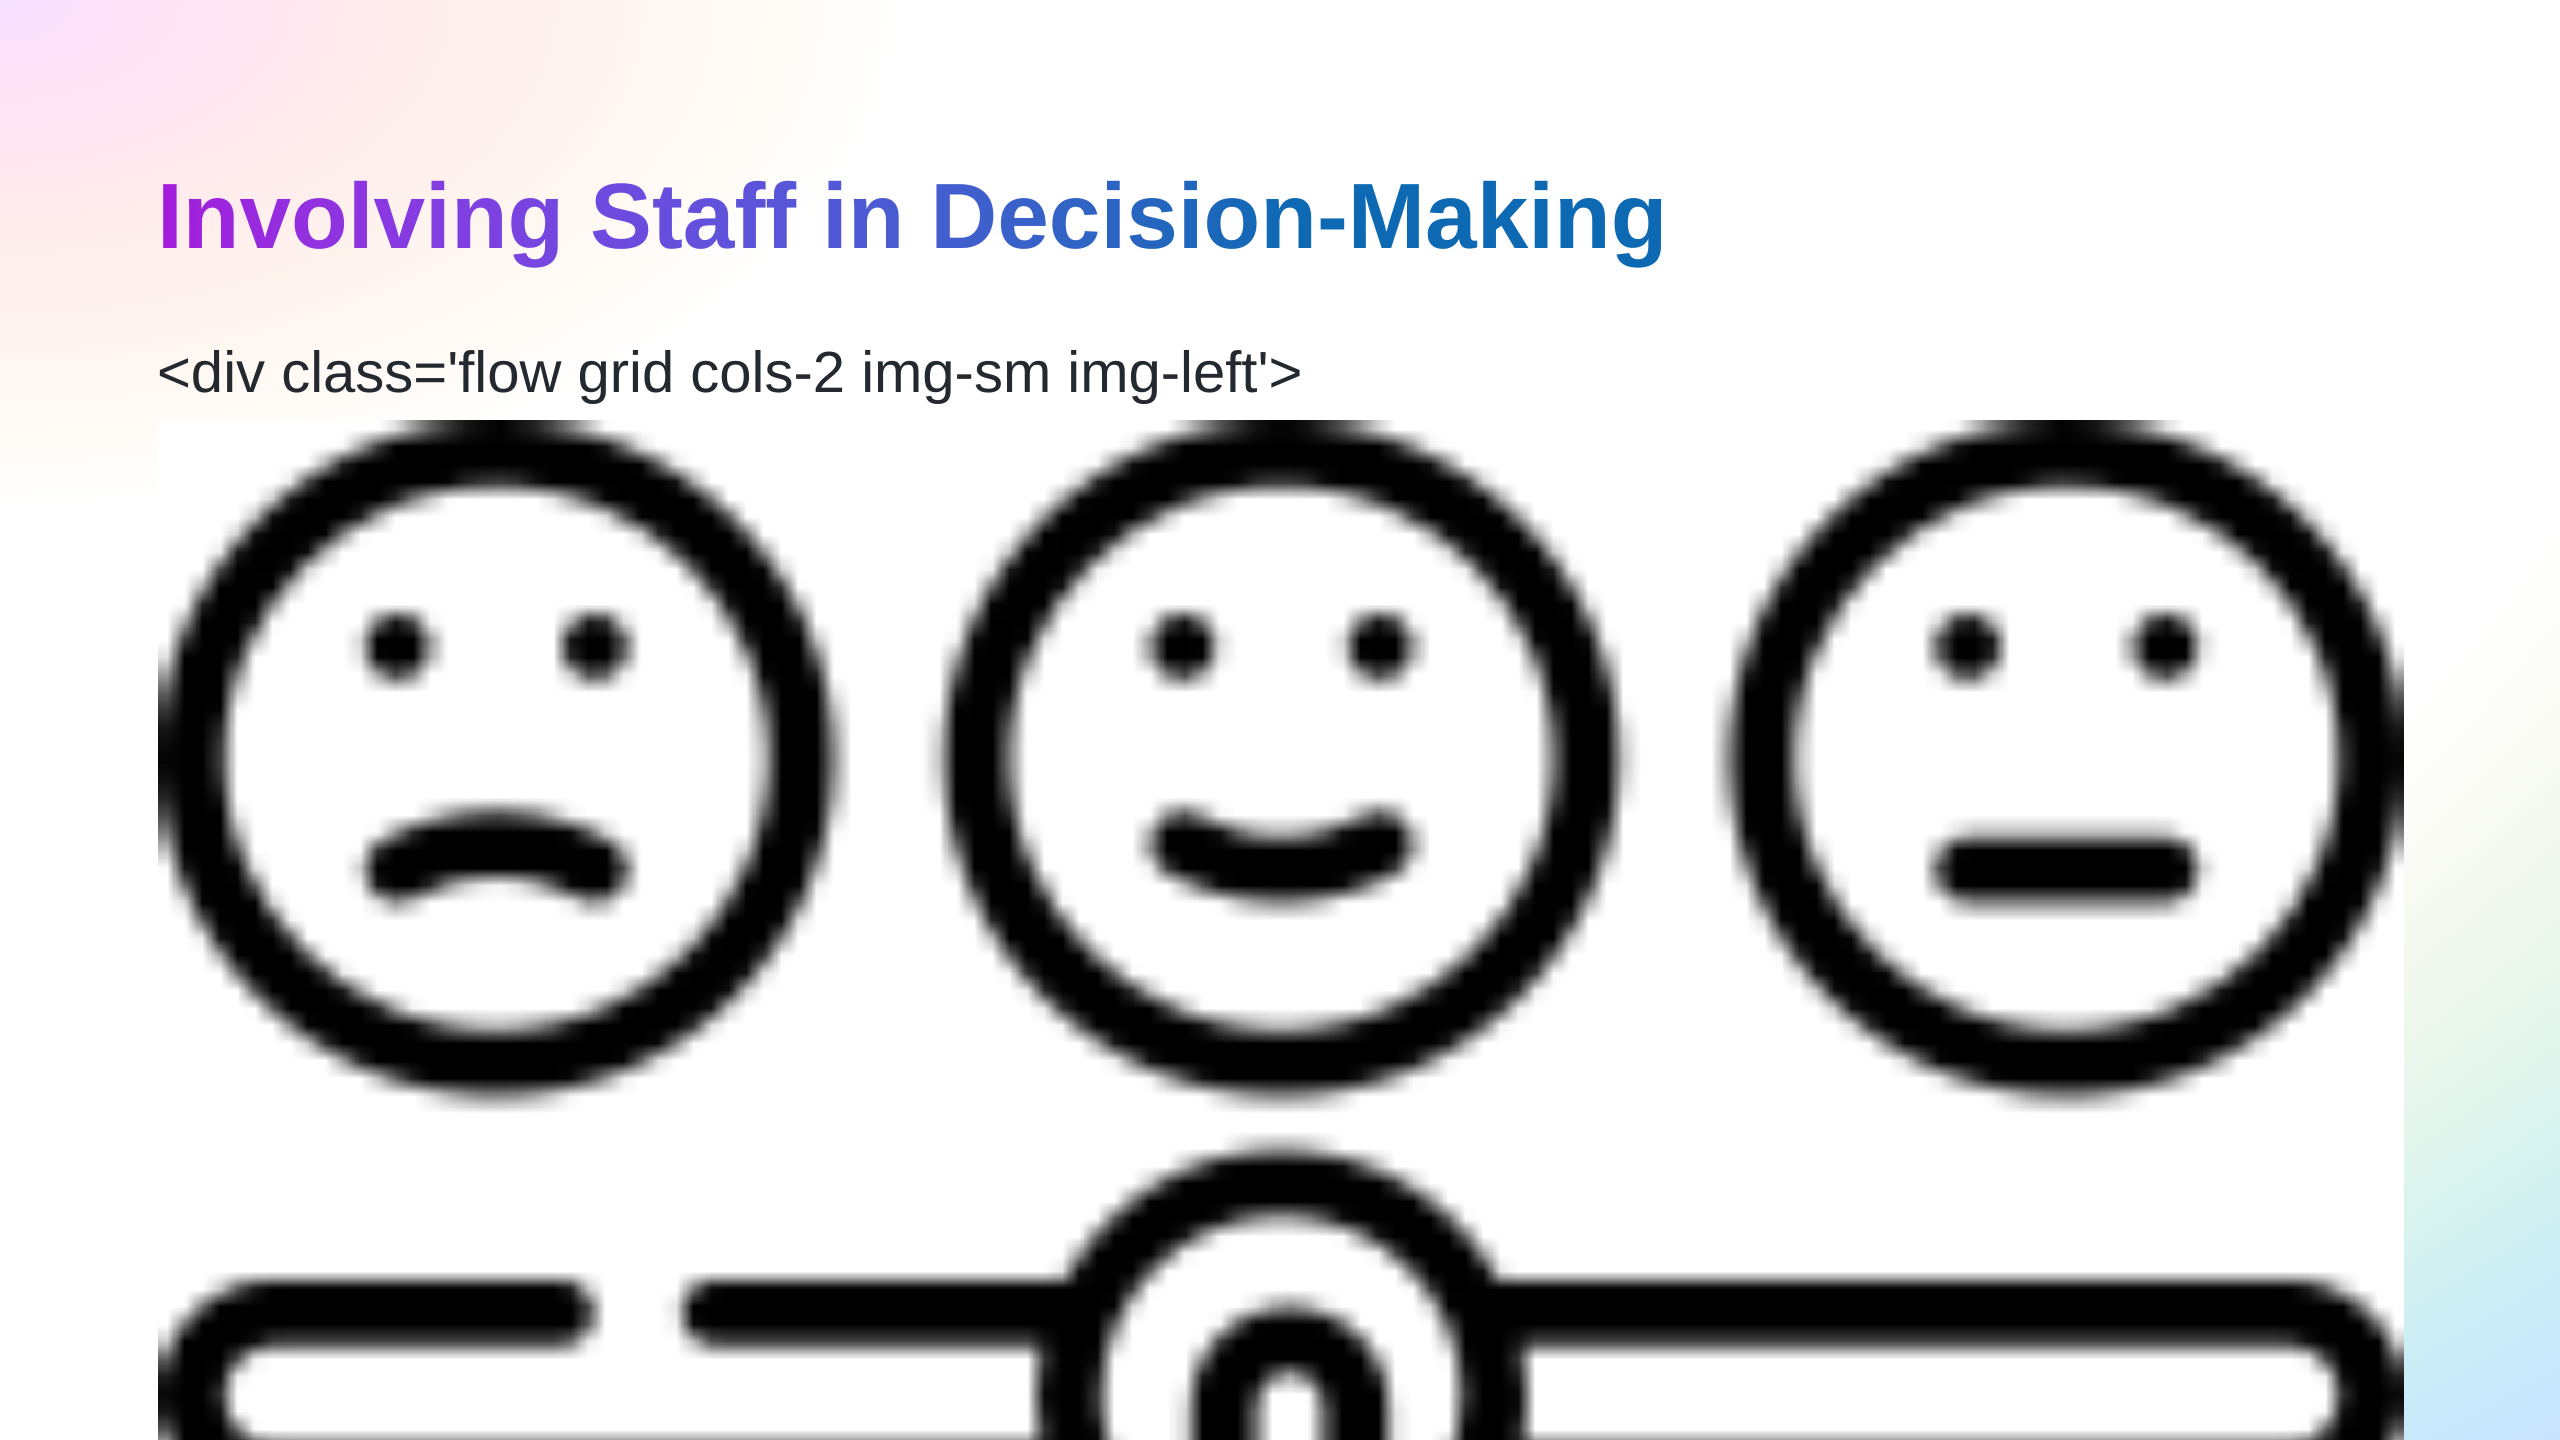 Involving Staff in Decision-Making
<div class='flow grid cols-2 img-sm img-left'>